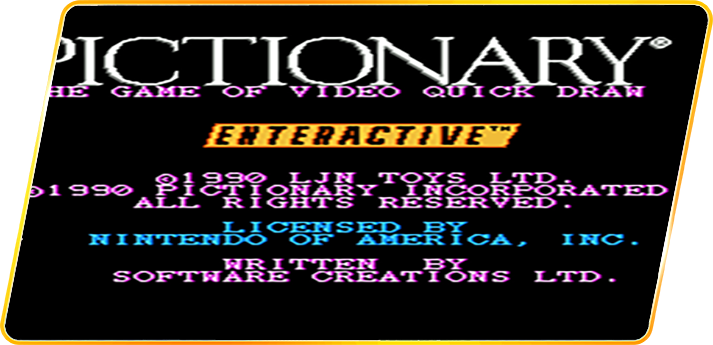 PICTIONARY®
HE GAME OF VIDEO QUICK DRAW
ENTERACTIVE™
©1990 LJN TOYS LTD.
©1990 PICTIONARY INCORPORATED
ALL RIGHTS RESERVED.
LICENSED BY
NINTENDO OF AMERICA, INC.
WRITTEN BY
SOFTWARE CREATIONS LTD.